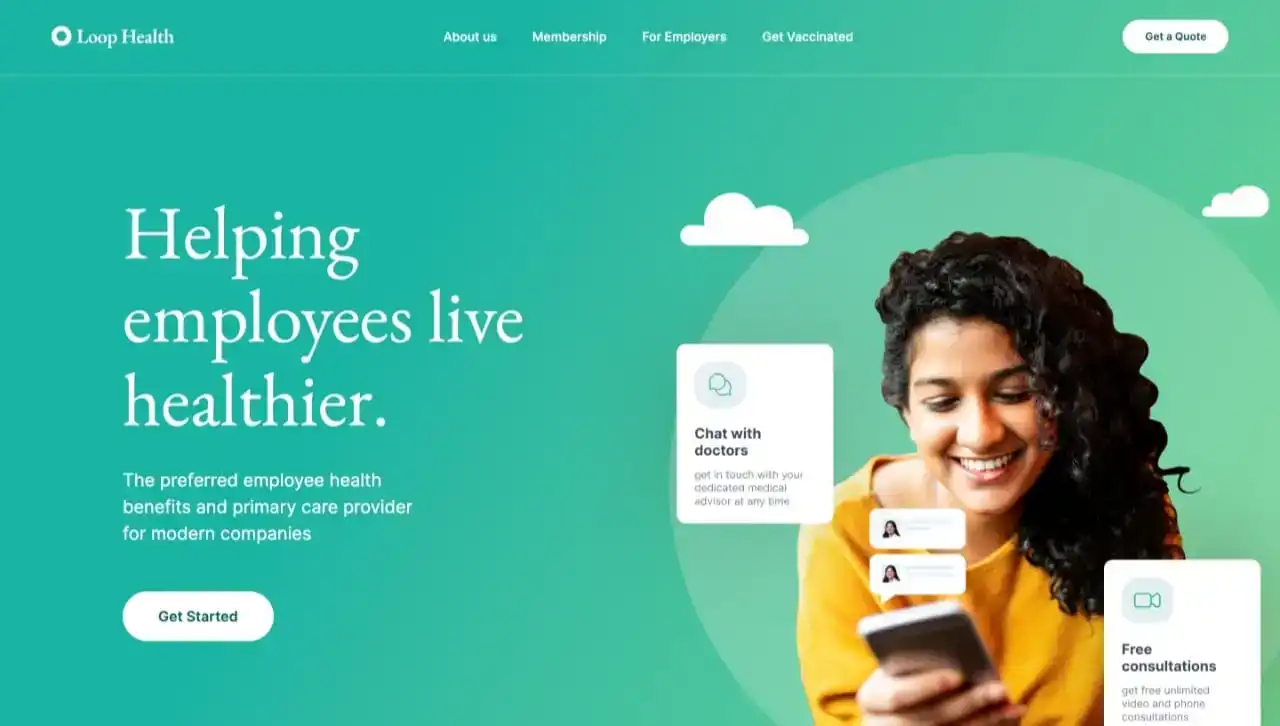 Loop Health
About us
Membership
For Employers
Get Vaccinated
Get a Quote
Helping
employees live
healthier.
The preferred employee health
benefits and primary care provider
for modern companies
Get Started
Chat with
doctors
get in touch with your
dedicated medical
advisor at any time
Free
consultations
get free unlimited
video and phone
consultations